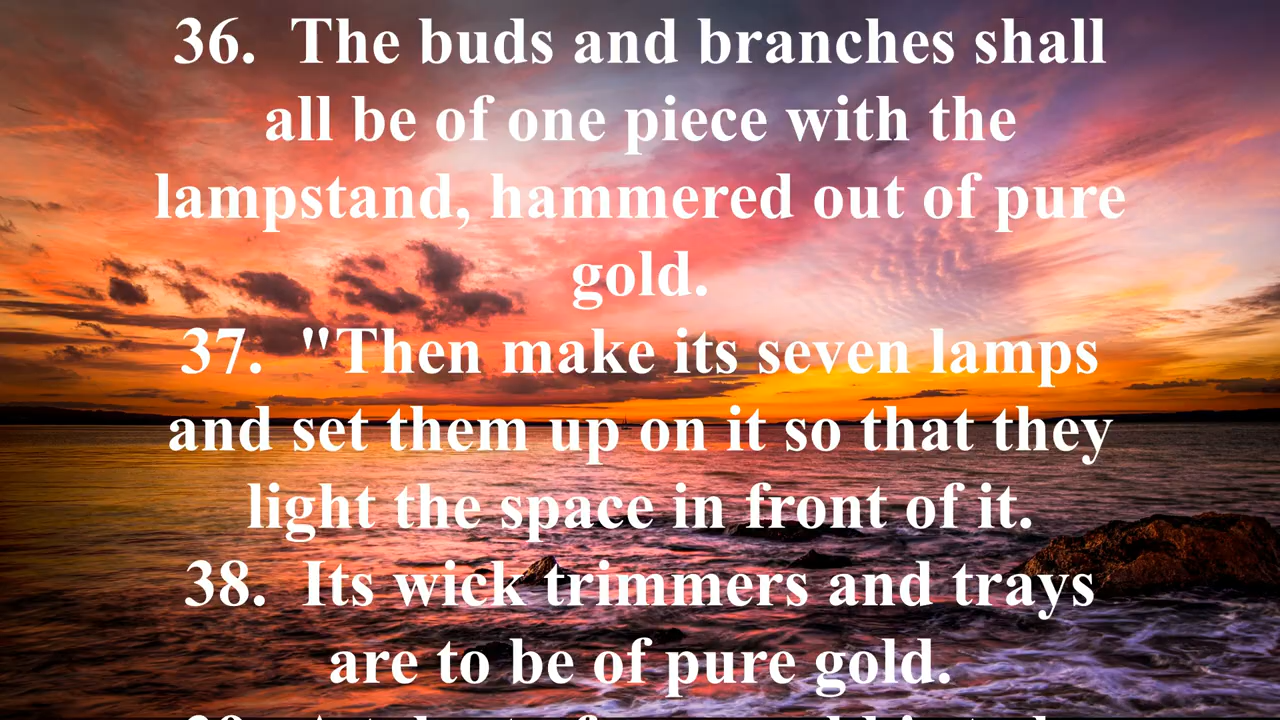 36.  The buds and branches shall
all be of one piece with the
lampstand, hammered out of pure
gold.
37.  "Then make its seven lamps
and set them up on it so that they
light the space in front of it.
38.  Its wick trimmers and trays
are to be of pure gold.